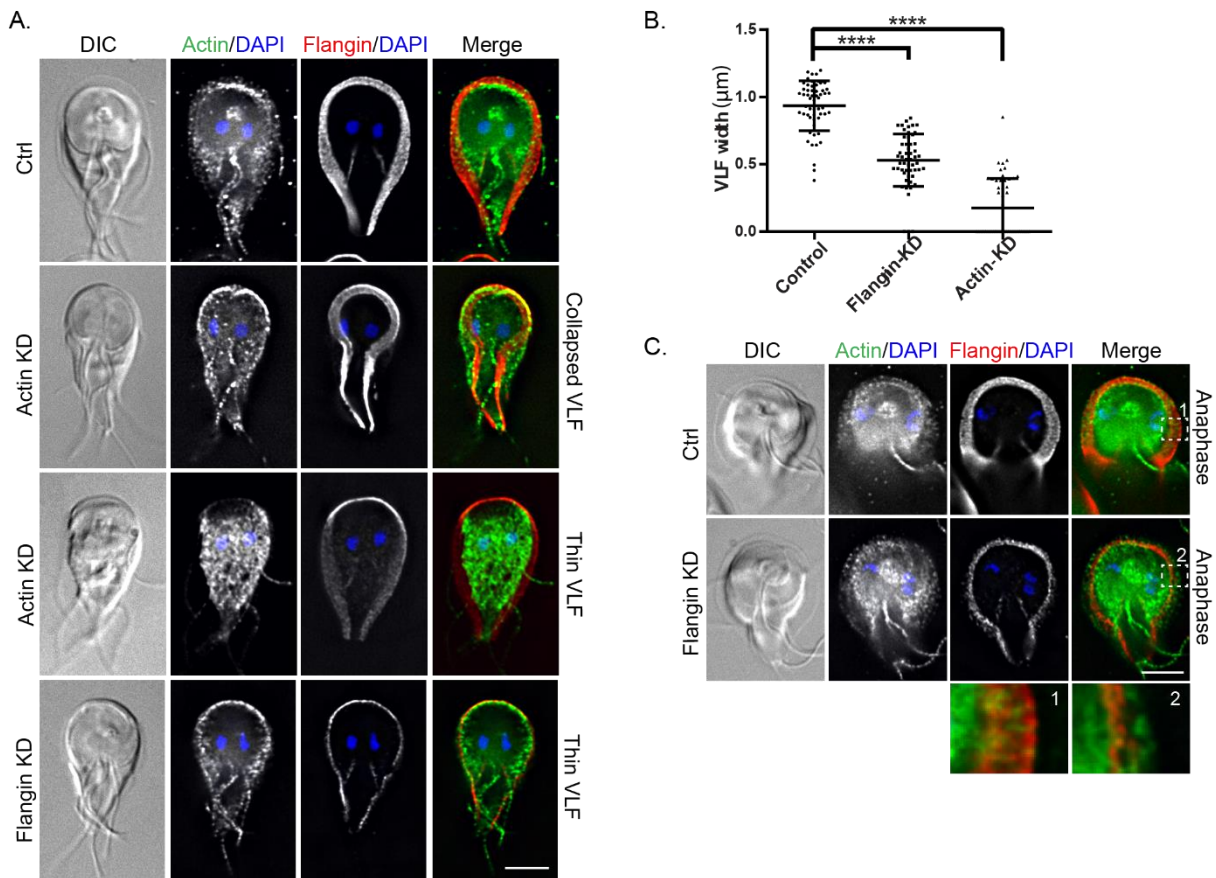 A.
DIC
Actin/DAPI
Flangin/DAPI
Merge
Ctrl
Actin KD
Collapsed VLF
Actin KD
Thin VLF
Flangin KD
Thin VLF
B.
VLF width (µm)
1.5
1.0
0.5
0.0
****
****
Control
Flangin-KD
Actin-KD
C.
DIC
Actin/DAPI
Flangin/DAPI
Merge
Ctrl
1
Anaphase
Flangin KD
2
Anaphase
1
2